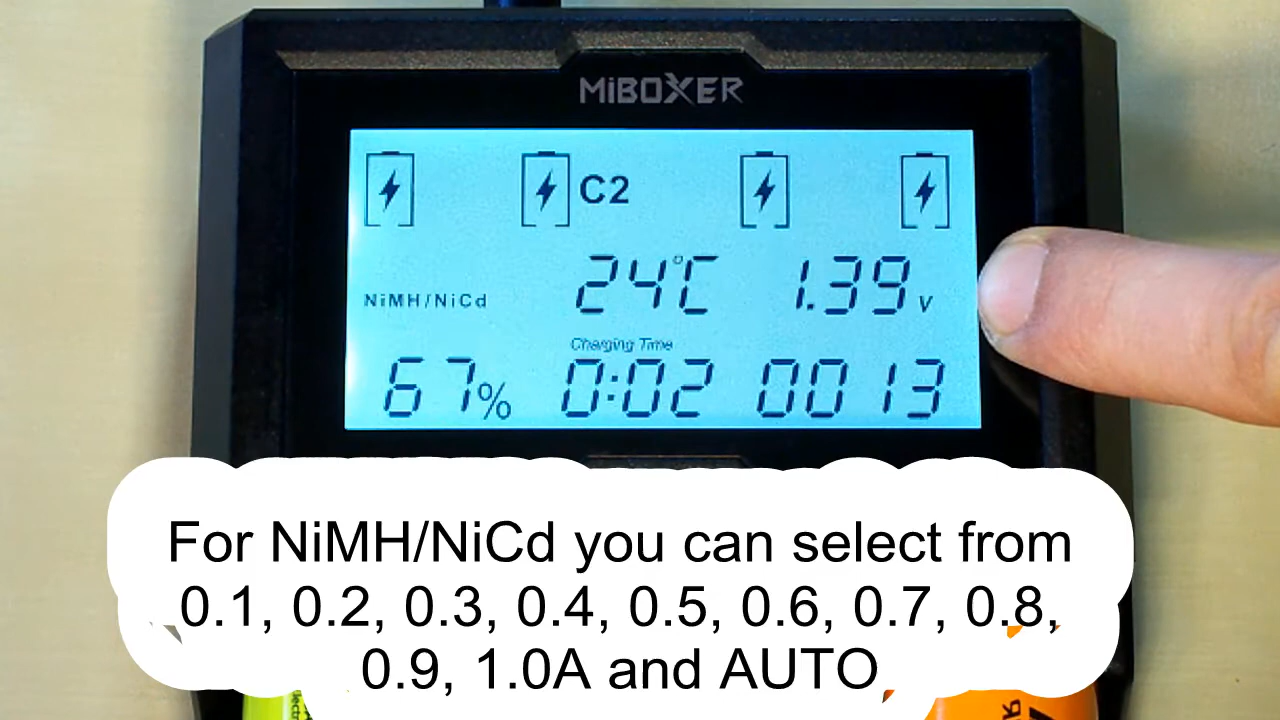 MiBOXER
C2
NiMH/NiCd 24°C 1.39 V
Charging Time
67% 0:02 0013
For NiMH/NiCd you can select from
0.1, 0.2, 0.3, 0.4, 0.5, 0.6, 0.7, 0.8,
0.9, 1.0A and AUTO